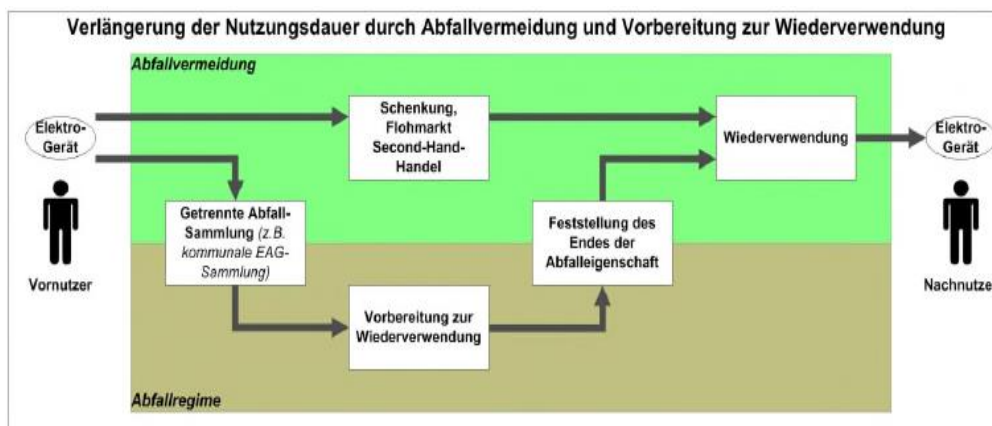 Verlängerung der Nutzungsdauer durch Abfallvermeidung und Vorbereitung zur Wiederverwendung
Abfallvermeidung
Elektro-
Gerät
Vornutzer
Schenkung,
Flohmarkt
Second-Hand-
Handel
Wiederverwendung
Elektro-
Gerät
Nachnutze
Getrennte Abfall-
Sammlung (z.B.
kommunale EAG-
Sammlung)
Feststellung des
Endes der
Abfalleigenschaft
Vorbereitung zur
Wiederverwendung
Abfallregime